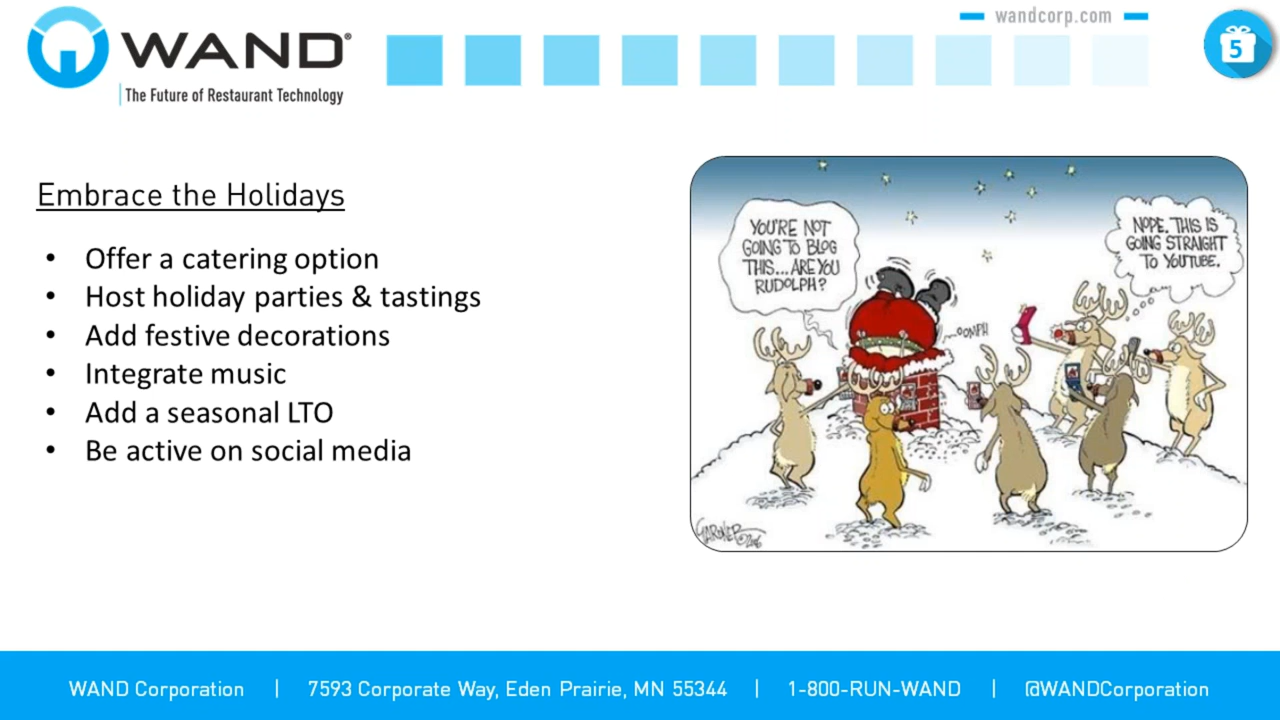 wandcorp.com
WAND®
The Future of Restaurant Technology
5
Embrace the Holidays
• Offer a catering option
• Host holiday parties & tastings
• Add festive decorations
• Integrate music
• Add a seasonal LTO
• Be active on social media
YOU'RE NOT
GOING TO BLOG
THIS... ARE YOU
RUDOLPH?
NOPE. THIS IS
GOING STRAIGHT
TO YOUTUBE.
...OOMPH
GARDNER
WAND Corporation | 7593 Corporate Way, Eden Prairie, MN 55344 | 1-800-RUN-WAND | @WANDCorporation